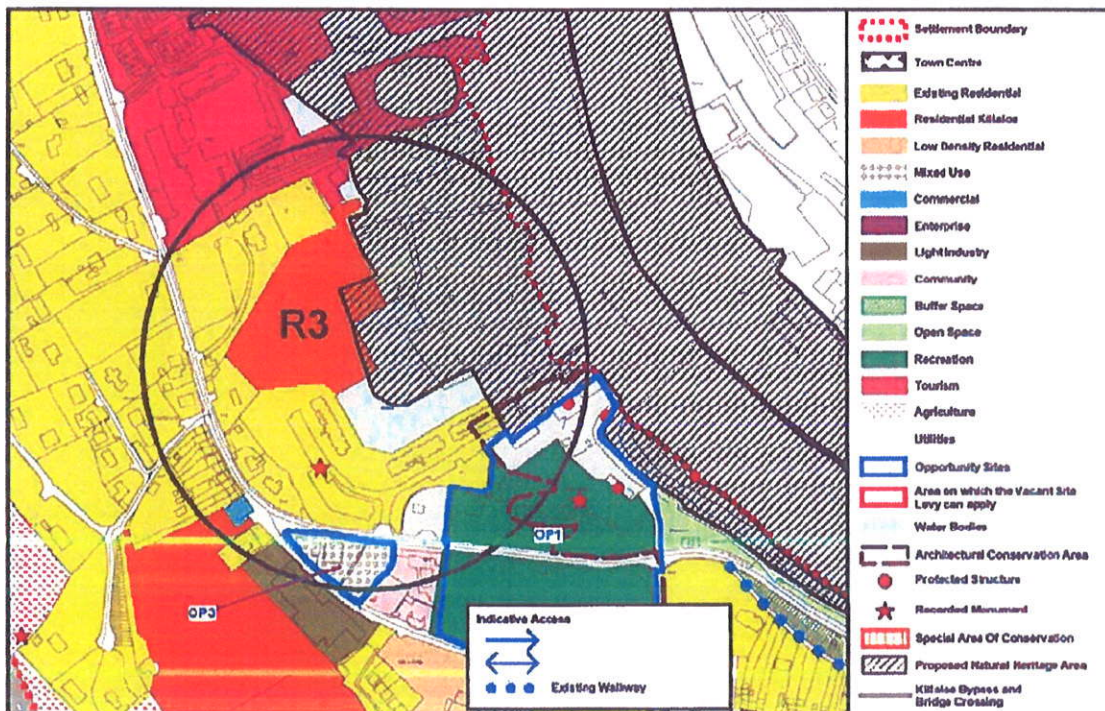 R3
OP1
OP3
Indicative Access
Existing Walkway
Settlement Boundary
Town Centre
Existing Residential
Residential Killaloe
Low Density Residential
Mixed Use
Commercial
Enterprise
Light Industry
Community
Buffer Space
Open Space
Recreation
Tourism
Agriculture
Utilities
Opportunity Sites
Area on which the Vacant Site
Levy can apply
Water Bodies
Architectural Conservation Area
Protected Structure
Recorded Monument
Special Area Of Conservation
Proposed Natural Heritage Area
Killaloe Bypass and
Bridge Crossing